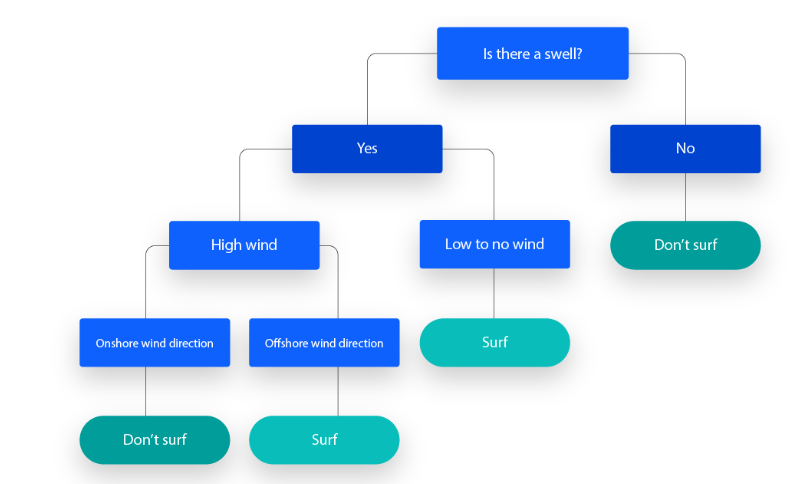 Is there a swell?
Yes
No
High wind
Low to no wind
Don’t surf
Onshore wind direction
Offshore wind direction
Surf
Don’t surf
Surf